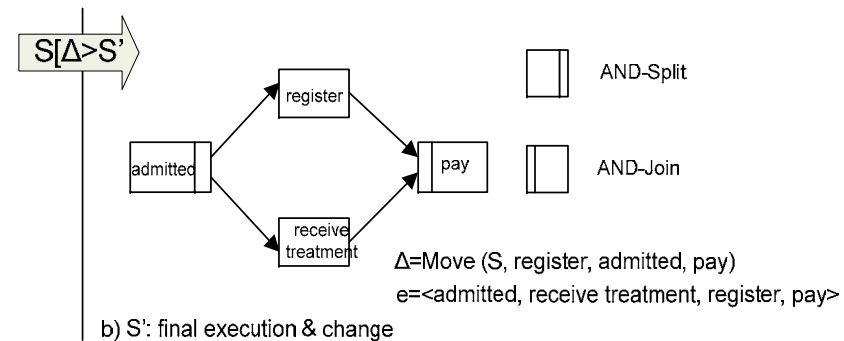 S[Δ>S’
register
AND-Split
admitted
pay
AND-Join
receive
treatment
Δ=Move (S, register, admitted, pay)
e=<admitted, receive treatment, register, pay>
b) S’: final execution & change